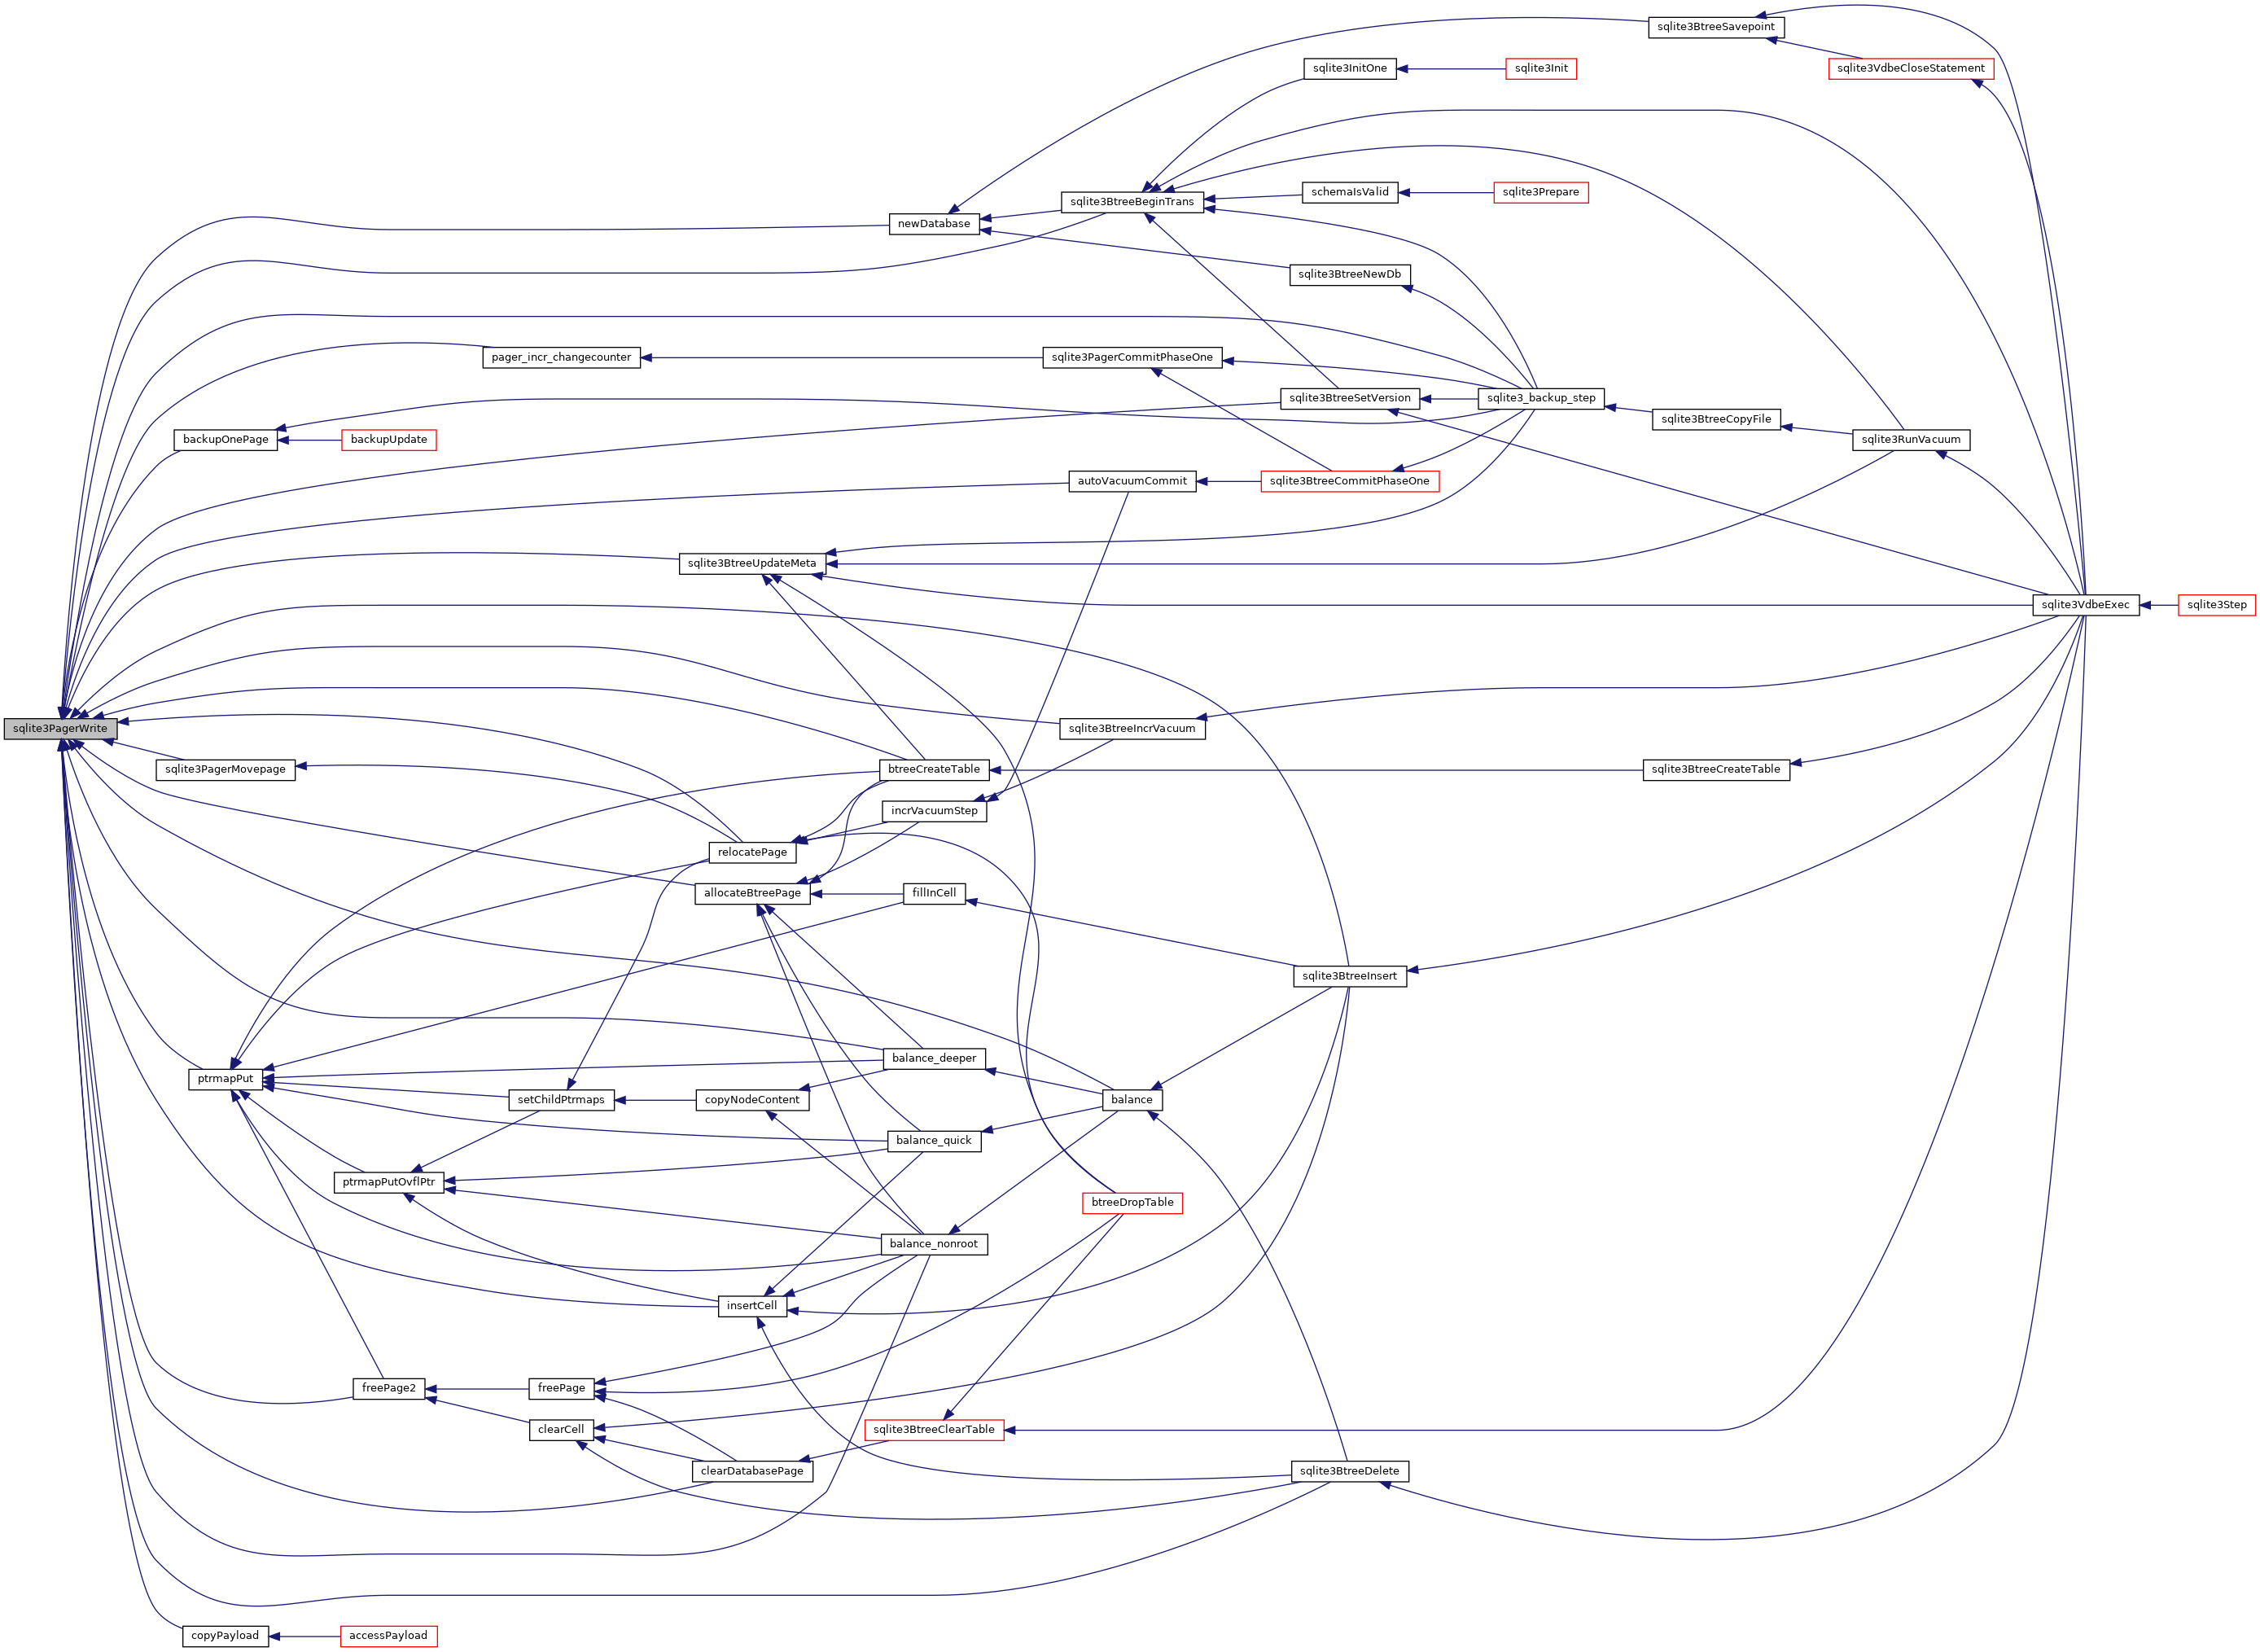 sqlite3BtreeSavepoint
sqlite3InitOne
sqlite3Init
sqlite3VdbeCloseStatement
schemaIsValid
sqlite3Prepare
sqlite3BtreeBeginTrans
newDatabase
sqlite3BtreeNewDb
pager_incr_changecounter
sqlite3PagerCommitPhaseOne
sqlite3BtreeSetVersion
sqlite3_backup_step
sqlite3BtreeCopyFile
backupOnePage
backupUpdate
sqlite3RunVacuum
autoVacuumCommit
sqlite3BtreeCommitPhaseOne
sqlite3BtreeUpdateMeta
sqlite3VdbeExec
sqlite3Step
sqlite3PagerWrite
sqlite3BtreeIncrVacuum
sqlite3PagerMovepage
btreeCreateTable
sqlite3BtreeCreateTable
incrVacuumStep
relocatePage
allocateBtreePage
fillInCell
sqlite3BtreeInsert
balance_deeper
ptrmapPut
setChildPtrmaps
copyNodeContent
balance
balance_quick
ptrmapPutOvflPtr
btreeDropTable
balance_nonroot
insertCell
freePage2
freePage
clearCell
sqlite3BtreeClearTable
clearDatabasePage
sqlite3BtreeDelete
copyPayload
accessPayload